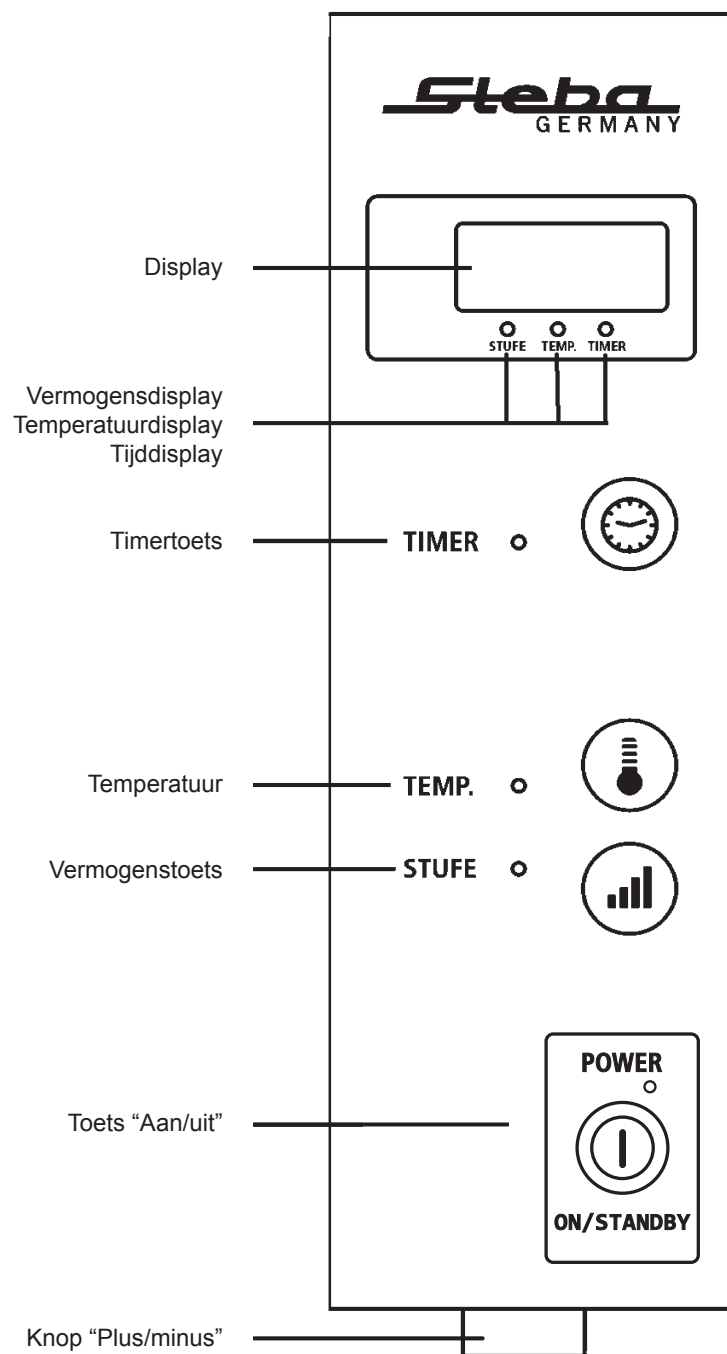 Steba
GERMANY
Display
STUFE TEMP. TIMER
Vermogensdisplay
Temperatuurdisplay
Tijddisplay
Timertoets
TIMER
Temperatuur
TEMP.
Vermogenstoets
STUFE
POWER
Toets “Aan/uit”
ON/STANDBY
Knop “Plus/minus”